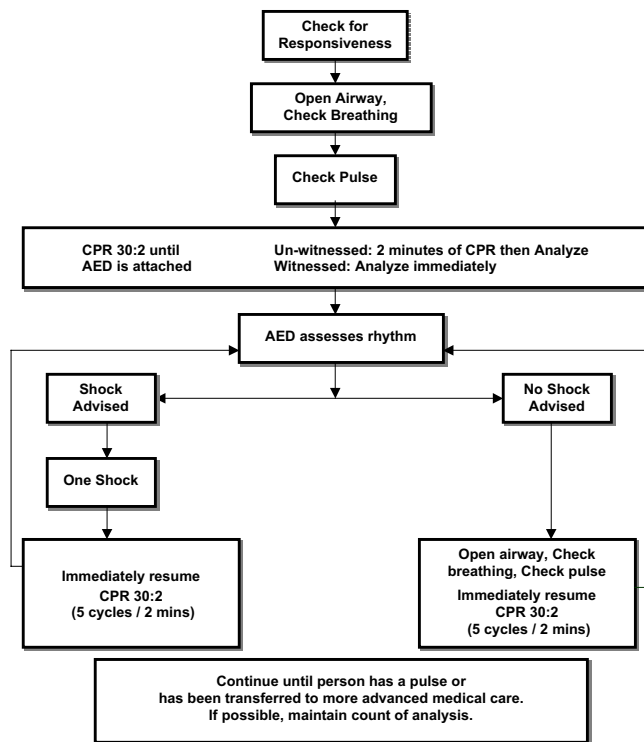 Check for
Responsiveness
Open Airway,
Check Breathing
Check Pulse
CPR 30:2 until
AED is attached
Un-witnessed: 2 minutes of CPR then Analyze
Witnessed: Analyze immediately
AED assesses rhythm
Shock
Advised
No Shock
Advised
One Shock
Immediately resume
CPR 30:2
(5 cycles / 2 mins)
Open airway, Check
breathing, Check pulse
Immediately resume
CPR 30:2
(5 cycles / 2 mins)
Continue until person has a pulse or
has been transferred to more advanced medical care.
If possible, maintain count of analysis.